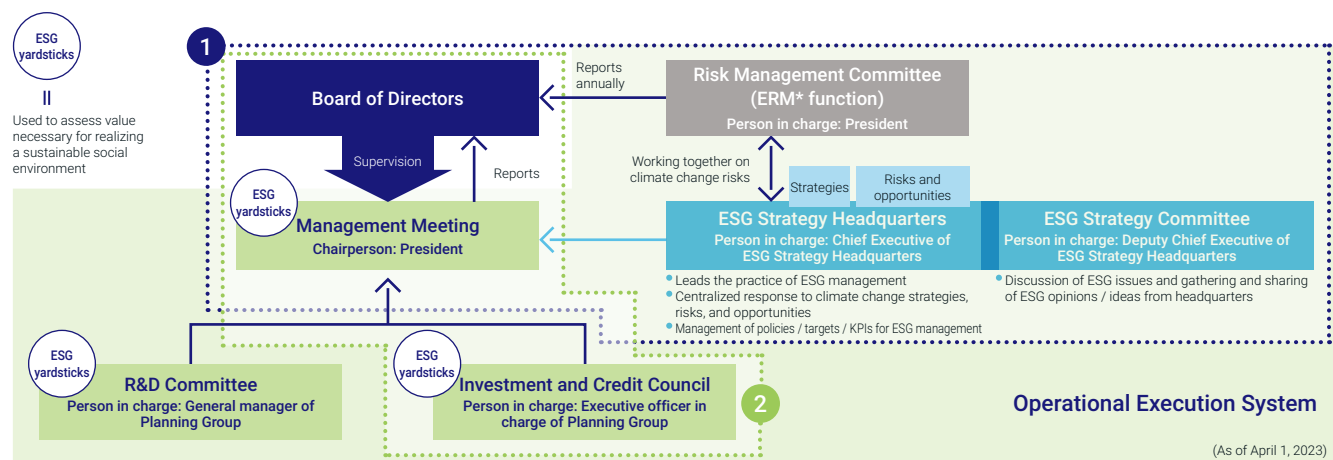 ESG
yardsticks
Used to assess value
necessary for realizing
a sustainable social
environment
1
Board of Directors
Supervision
Reports
Reports
annually
Risk Management Committee
(ERM* function)
Person in charge: President
Working together on
climate change risks
Strategies
Risks and
opportunities
ESG
yardsticks
Management Meeting
Chairperson: President
ESG Strategy Headquarters
Person in charge: Chief Executive of
ESG Strategy Headquarters
ESG Strategy Committee
Person in charge: Deputy Chief Executive of
ESG Strategy Headquarters
• Leads the practice of ESG management
• Centralized response to climate change strategies,
risks, and opportunities
• Management of policies / targets / KPIs for ESG management
• Discussion of ESG issues and gathering and sharing
of ESG opinions / ideas from headquarters
ESG
yardsticks
R&D Committee
Person in charge: General manager of
Planning Group
ESG
yardsticks
Investment and Credit Council
Person in charge: Executive officer in
charge of Planning Group
2
Operational Execution System
(As of April 1, 2023)